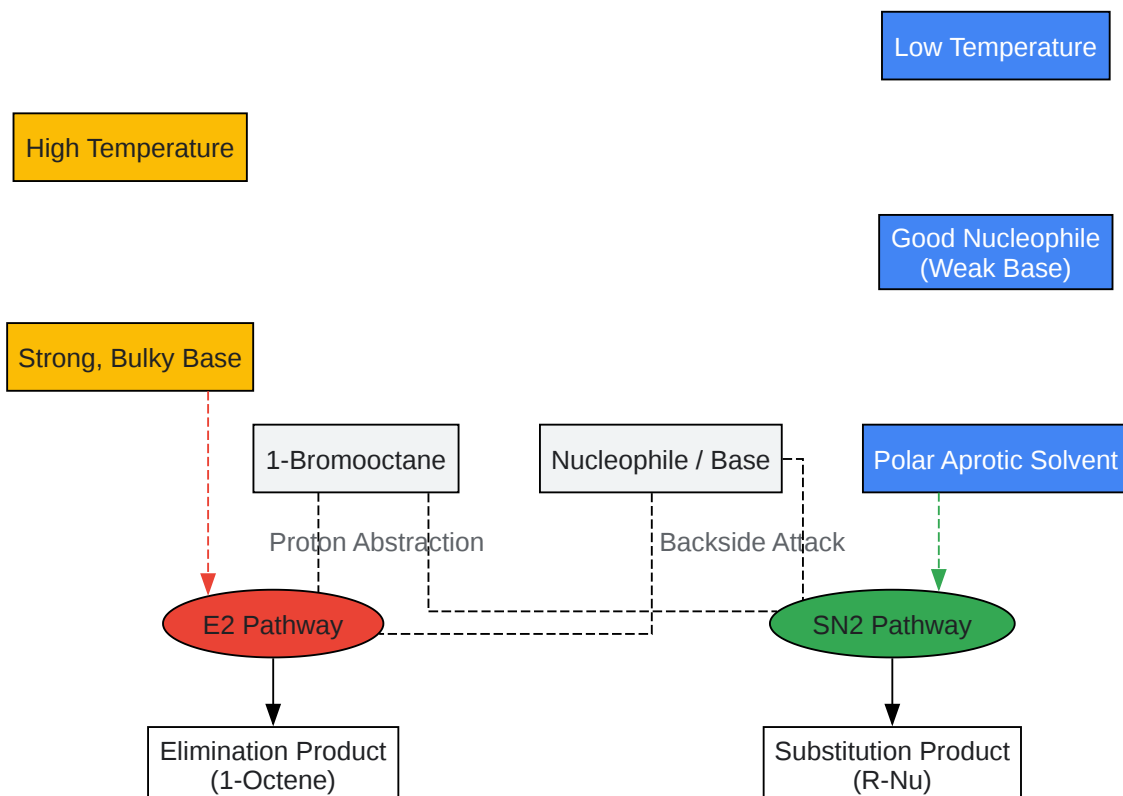 Low Temperature
High Temperature
Good Nucleophile
(Weak Base)
Strong, Bulky Base
1-Bromooctane
Nucleophile / Base
Polar Aprotic Solvent
Proton Abstraction
Backside Attack
E2 Pathway
SN2 Pathway
Elimination Product
(1-Octene)
Substitution Product
(R-Nu)